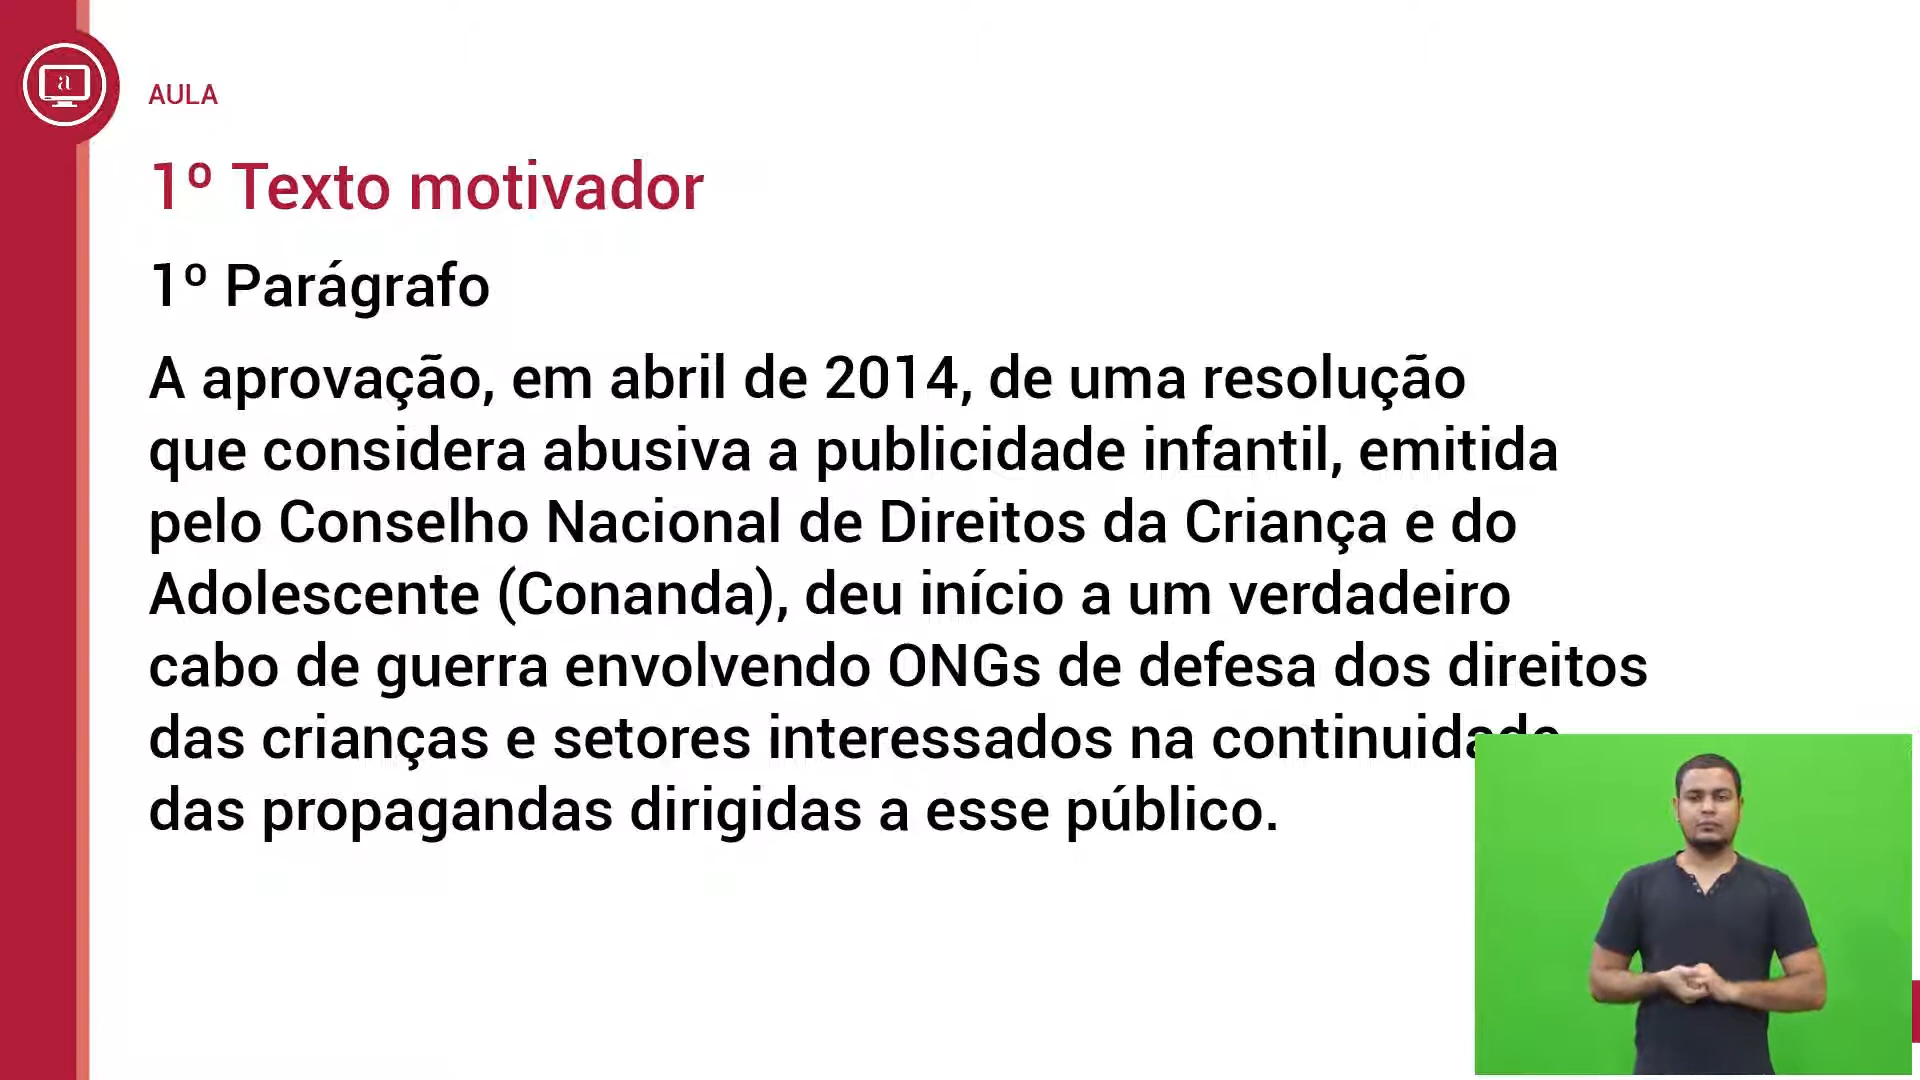 AULA
1º Texto motivador
1º Parágrafo
A aprovação, em abril de 2014, de uma resolução
que considera abusiva a publicidade infantil, emitida
pelo Conselho Nacional de Direitos da Criança e do
Adolescente (Conanda), deu início a um verdadeiro
cabo de guerra envolvendo ONGs de defesa dos direitos
das crianças e setores interessados na continuidade
das propagandas dirigidas a esse público.